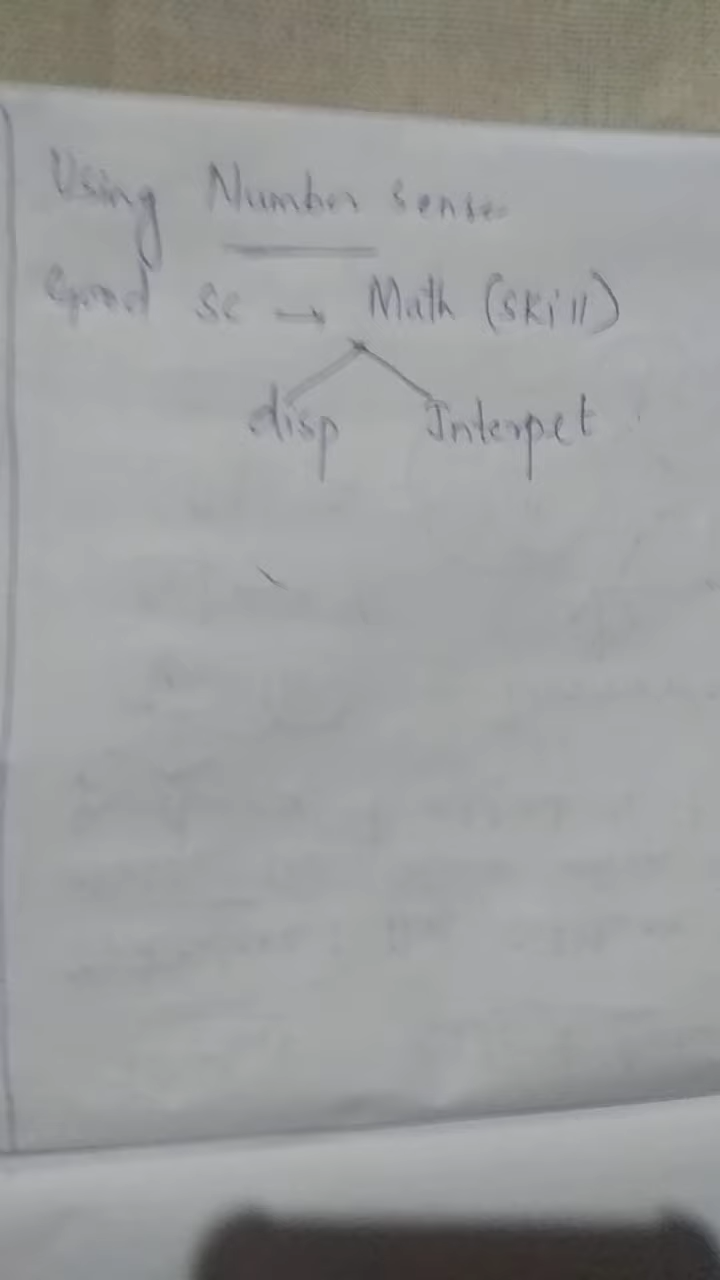 Using Number sense
Good sc → Math (skill)
disp Interpet